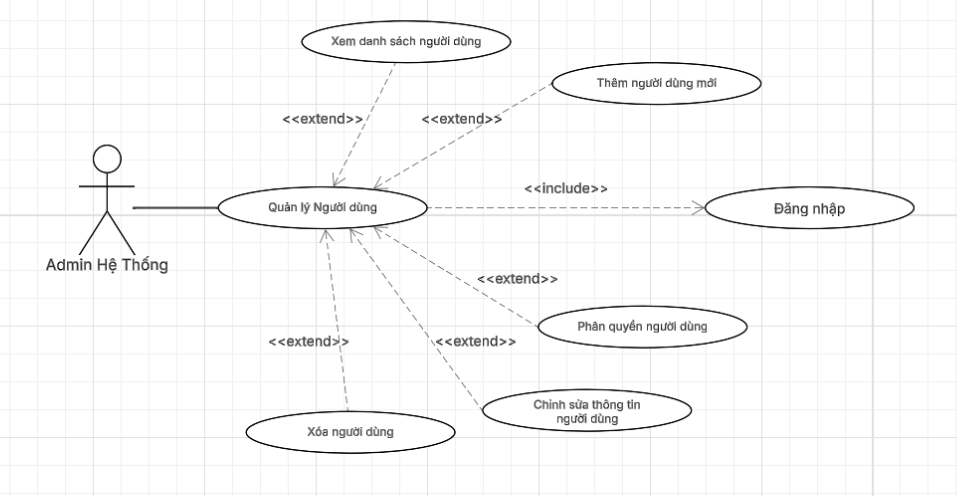 Xem danh sách người dùng
Thêm người dùng mới
<<extend>>
<<extend>>
<<include>>
Quản lý Người dùng
Đăng nhập
Admin Hệ Thống
<<extend>>
Phân quyền người dùng
<<extend>>
<<extend>>
Chỉnh sửa thông tin
người dùng
Xóa người dùng